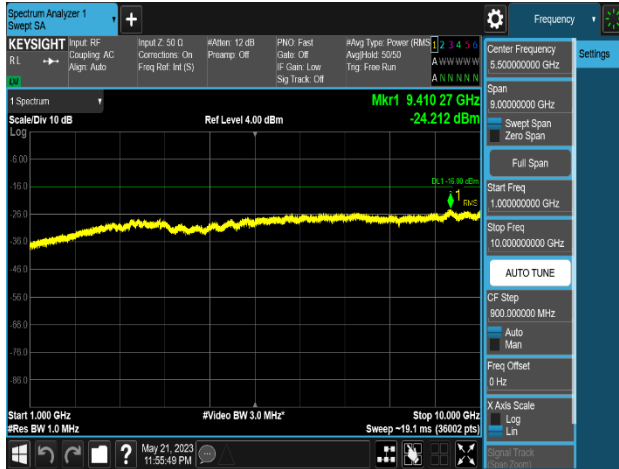 Spectrum Analyzer 1
Swept SA
+
Frequency
KEYSIGHT
Input: RF
Input Z: 50 Ω
#Atten: 12 dB
PNO: Fast
#Avg Type: Power (RMS
1 2 3 4 5 6
RL
Coupling: AC
Corrections: On
Preamp: Off
Gate: Off
Avg|Hold: 50/50
A W W W W W
Align: Auto
Freq Ref: Int (S)
IF Gain: Low
Trig: Free Run
Sig Track: Off
A N N N N N
1 Spectrum
Mkr1 9.410 27 GHz
Scale/Div 10 dB
Ref Level 4.00 dBm
-24.212 dBm
Log
-6.00
-16.0
-26.0
-36.0
-46.0
-56.0
-66.0
-76.0
-86.0
DL1 -16.00 dBm
1
RMS
Start 1.000 GHz
#Video BW 3.0 MHz*
Stop 10.000 GHz
#Res BW 1.0 MHz
Sweep ~19.1 ms (36002 pts)
?
May 21, 2023
11:55:49 PM
Center Frequency
5.500000000 GHz
Settings
Span
9.00000000 GHz
Swept Span
Zero Span
Full Span
Start Freq
1.000000000 GHz
Stop Freq
10.000000000 GHz
AUTO TUNE
CF Step
900.000000 MHz
Auto
Man
Freq Offset
0 Hz
X Axis Scale
Log
Lin
Signal Track
(Span Zoom)